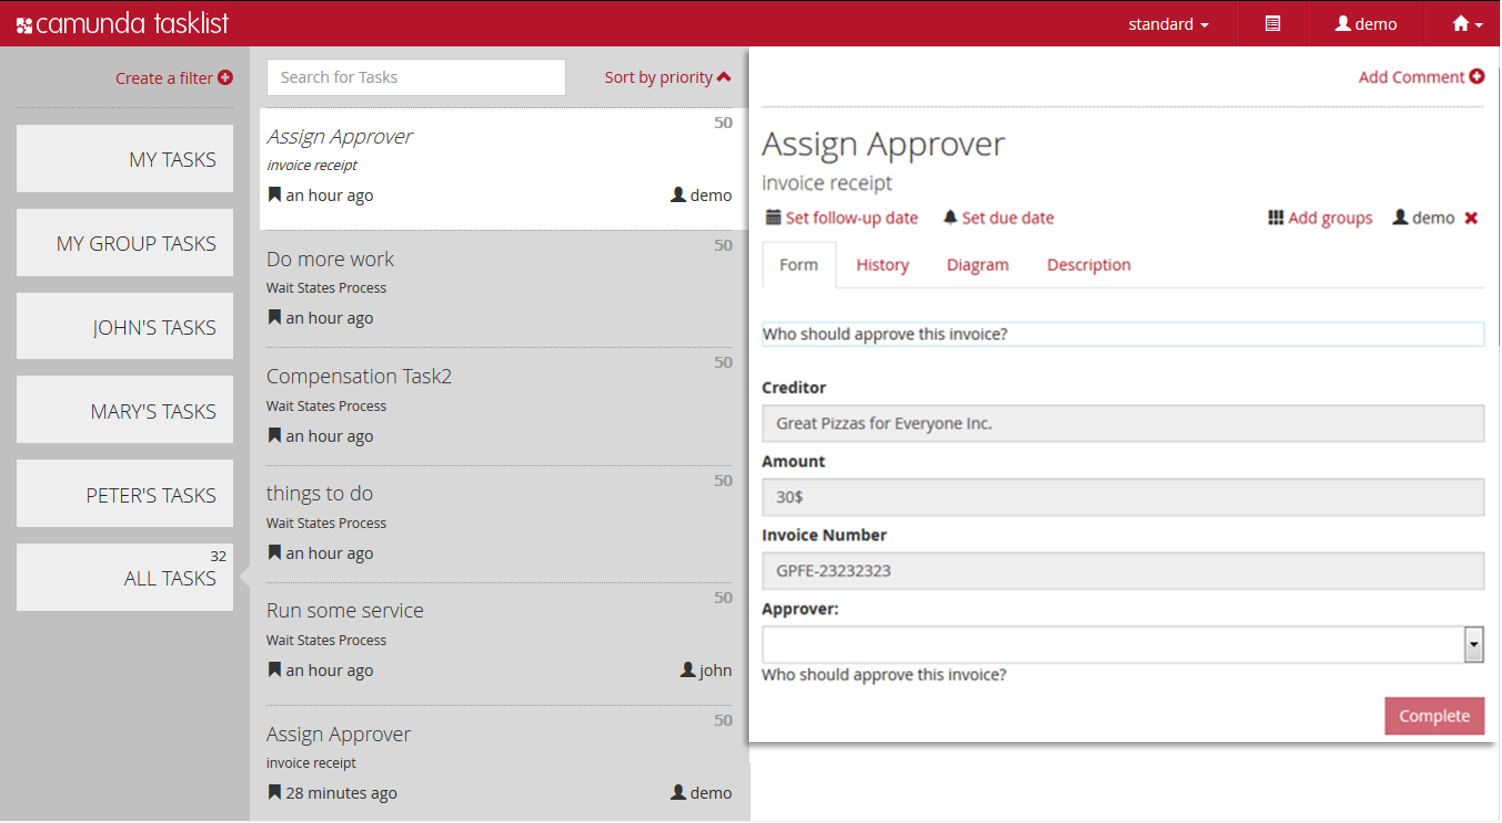 camunda tasklist
standard
demo
Create a filter
MY TASKS
MY GROUP TASKS
JOHN'S TASKS
MARY'S TASKS
PETER'S TASKS
32
ALL TASKS
Search for Tasks
Sort by priority
50
Assign Approver
invoice receipt
an hour ago
demo
50
Do more work
Wait States Process
an hour ago
50
Compensation Task2
Wait States Process
an hour ago
50
things to do
Wait States Process
an hour ago
50
Run some service
Wait States Process
an hour ago
john
50
Assign Approver
invoice receipt
28 minutes ago
demo
Add Comment
Assign Approver
invoice receipt
Set follow-up date
Set due date
Add groups
demo
Form
History
Diagram
Description
Who should approve this invoice?
Creditor
Great Pizzas for Everyone Inc.
Amount
30$
Invoice Number
GPFE-23232323
Approver:
Who should approve this invoice?
Complete